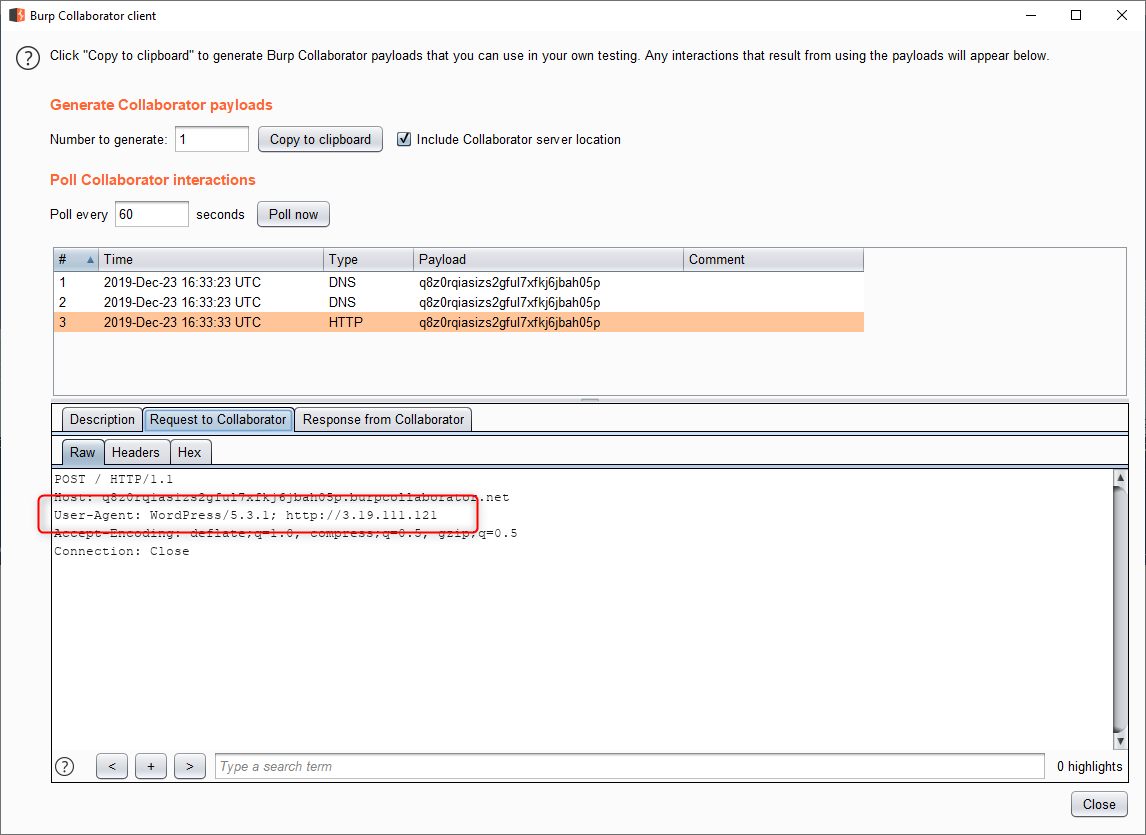 Burp Collaborator client
Click "Copy to clipboard" to generate Burp Collaborator payloads that you can use in your own testing. Any interactions that result from using the payloads will appear below.
Generate Collaborator payloads
Number to generate: 1 Copy to clipboard Include Collaborator server location
Poll Collaborator interactions
Poll every 60 seconds Poll now
# Time Type Payload Comment
1 2019-Dec-23 16:33:23 UTC DNS q8z0rqiasizs2gful7xfkj6jbah05p
2 2019-Dec-23 16:33:23 UTC DNS q8z0rqiasizs2gful7xfkj6jbah05p
3 2019-Dec-23 16:33:33 UTC HTTP q8z0rqiasizs2gful7xfkj6jbah05p
Description Request to Collaborator Response from Collaborator
Raw Headers Hex
POST / HTTP/1.1
Host: q8z0rqiasizs2gful7xfkj6jbah05p.burpcollaborator.net
User-Agent: WordPress/5.3.1; http://3.19.111.121
Accept-Encoding: deflate;q=1.0, compress;q=0.5, gzip;q=0.5
Connection: Close
? < + > Type a search term 0 highlights
Close